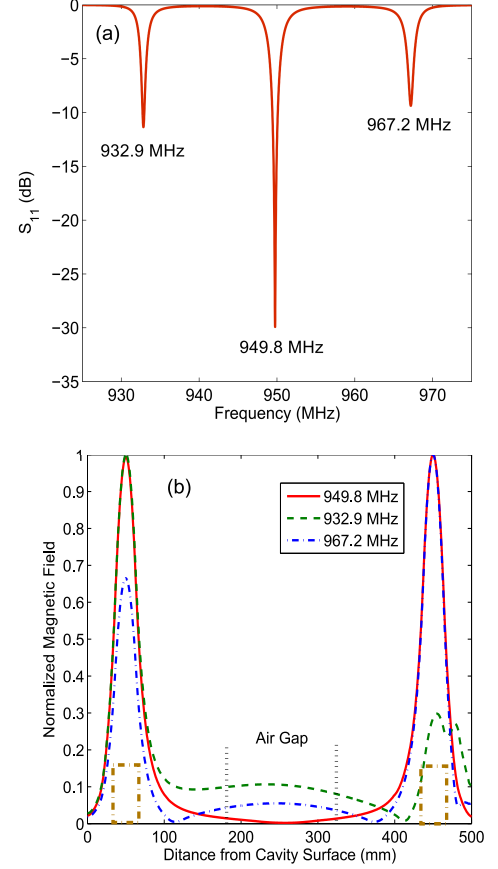 (a)
0
−5
−10
−15
−20
−25
−30
−35
S11 (dB)
932.9 MHz
967.2 MHz
949.8 MHz
930 940 950 960 970
Frequency (MHz)
(b)
1
0.9
0.8
0.7
0.6
0.5
0.4
0.3
0.2
0.1
0
Normalized Magnetic Field
949.8 MHz
932.9 MHz
967.2 MHz
Air Gap
0 100 200 300 400 500
Ditance from Cavity Surface (mm)